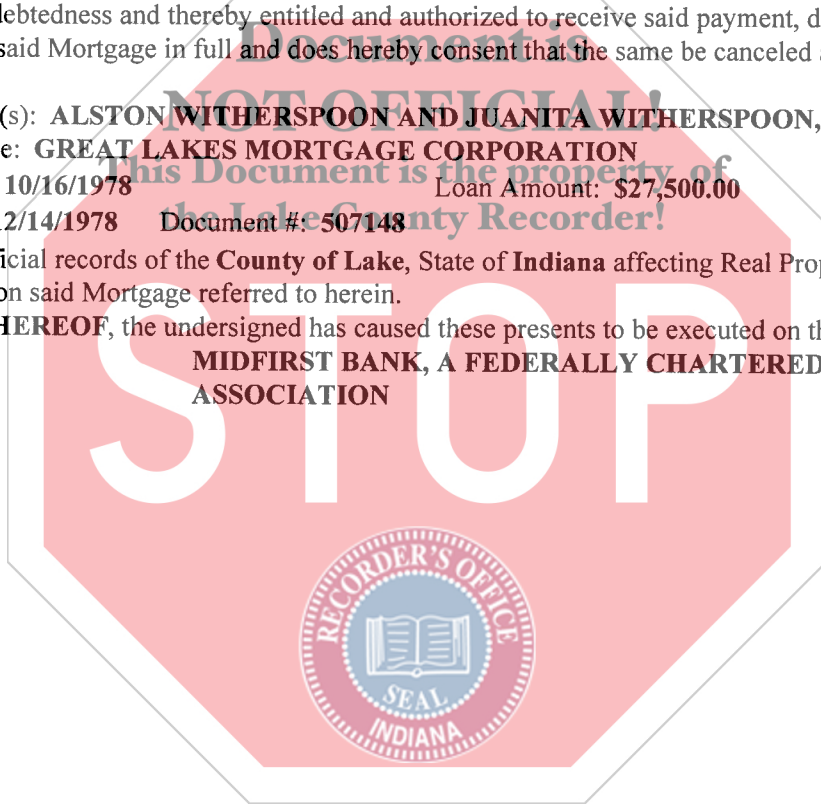 lebtedness and thereby entitled and authorized to receive said payment, d
said Mortgage in full and does hereby consent that the same be canceled
Document is
NOT OFFICIAL!
(s): ALSTON WITHERSPOON AND JUANITA WITHERSPOON,
e: GREAT LAKES MORTGAGE CORPORATION
This Document is the property of
10/16/1978 Loan Amount: $27,500.00
the Lake County Recorder!
2/14/1978 Document #: 507148
icial records of the County of Lake, State of Indiana affecting Real Prop
on said Mortgage referred to herein.
HEREOF, the undersigned has caused these presents to be executed on th
MIDFIRST BANK, A FEDERALLY CHARTERED
ASSOCIATION
STOP
RECORDER'S OFFICE
SEAL
INDIANA